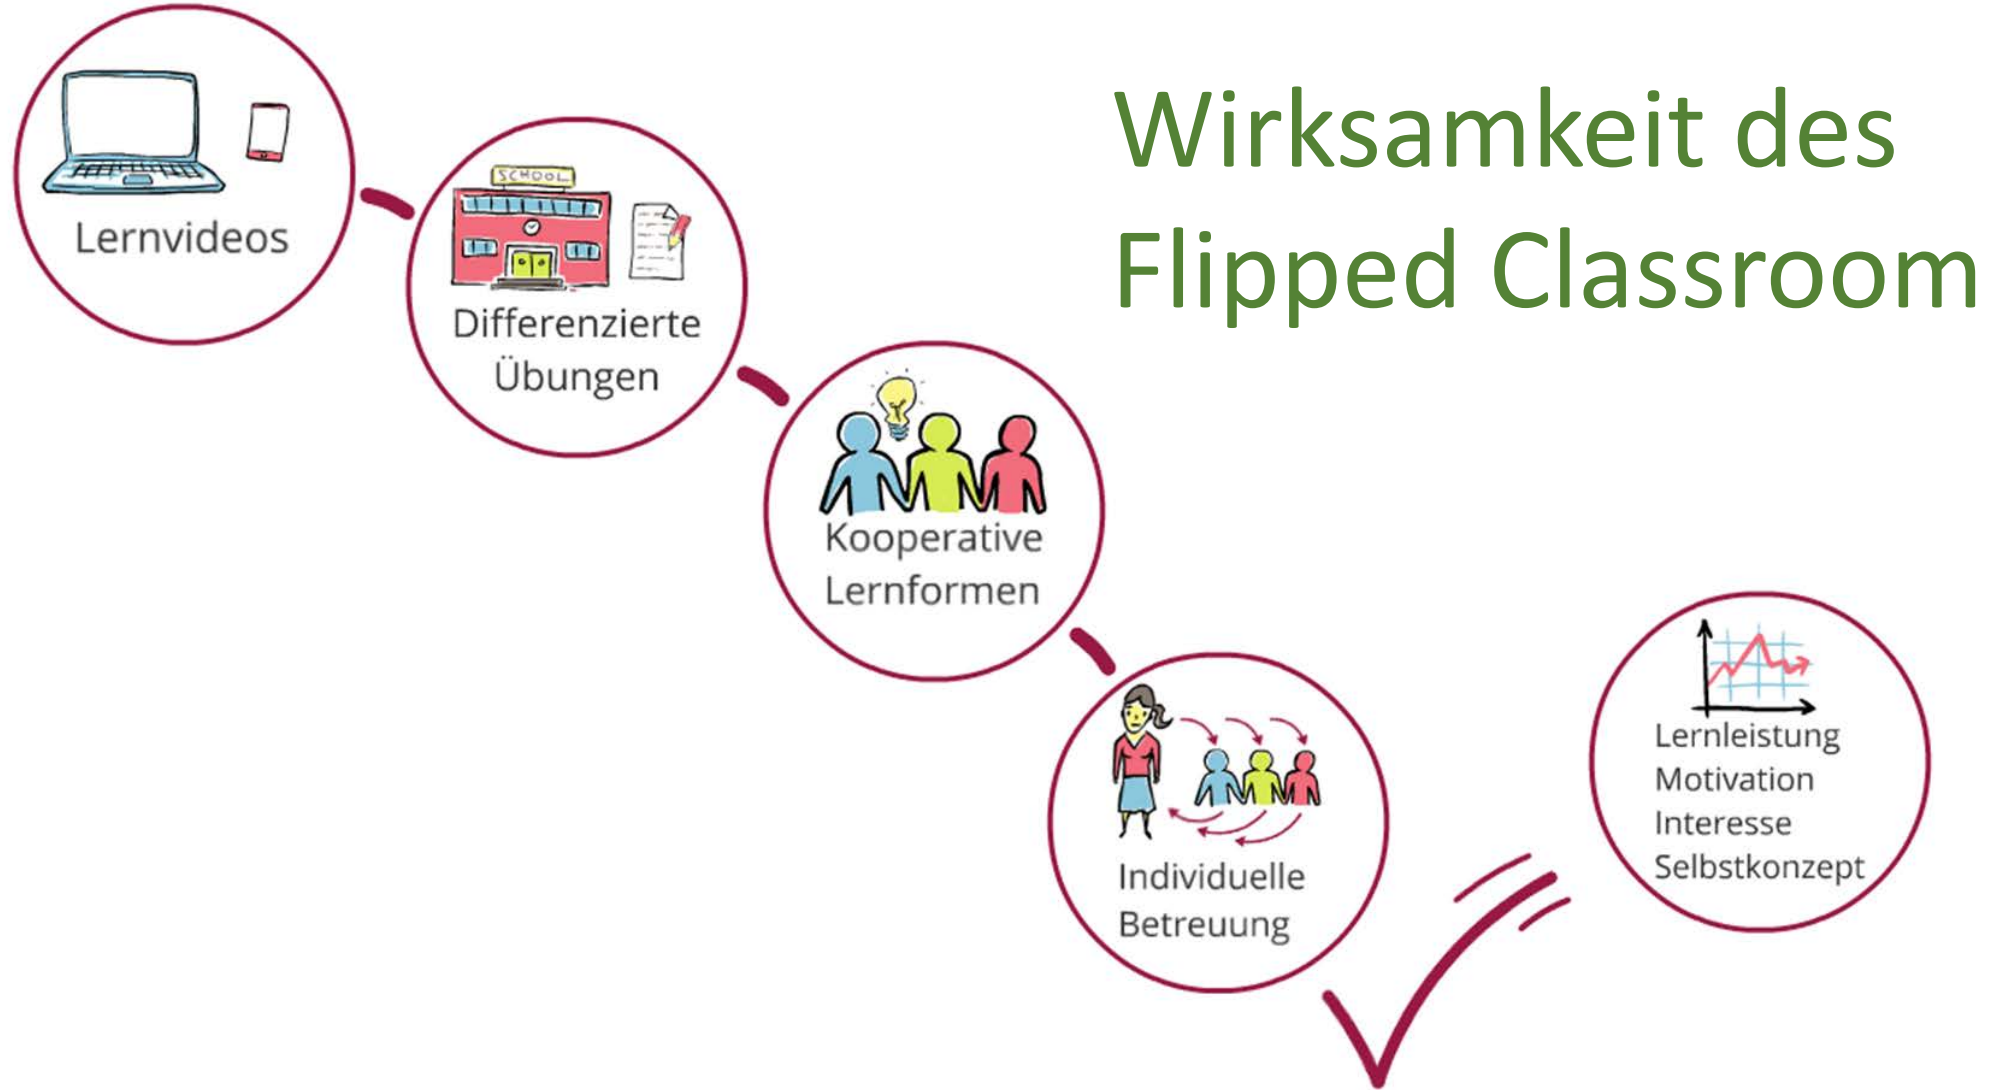 Wirksamkeit des
Flipped Classroom
Lernvideos
SCHOOL
Differenzierte
Übungen
Kooperative
Lernformen
Individuelle
Betreuung
Lernleistung
Motivation
Interesse
Selbstkonzept